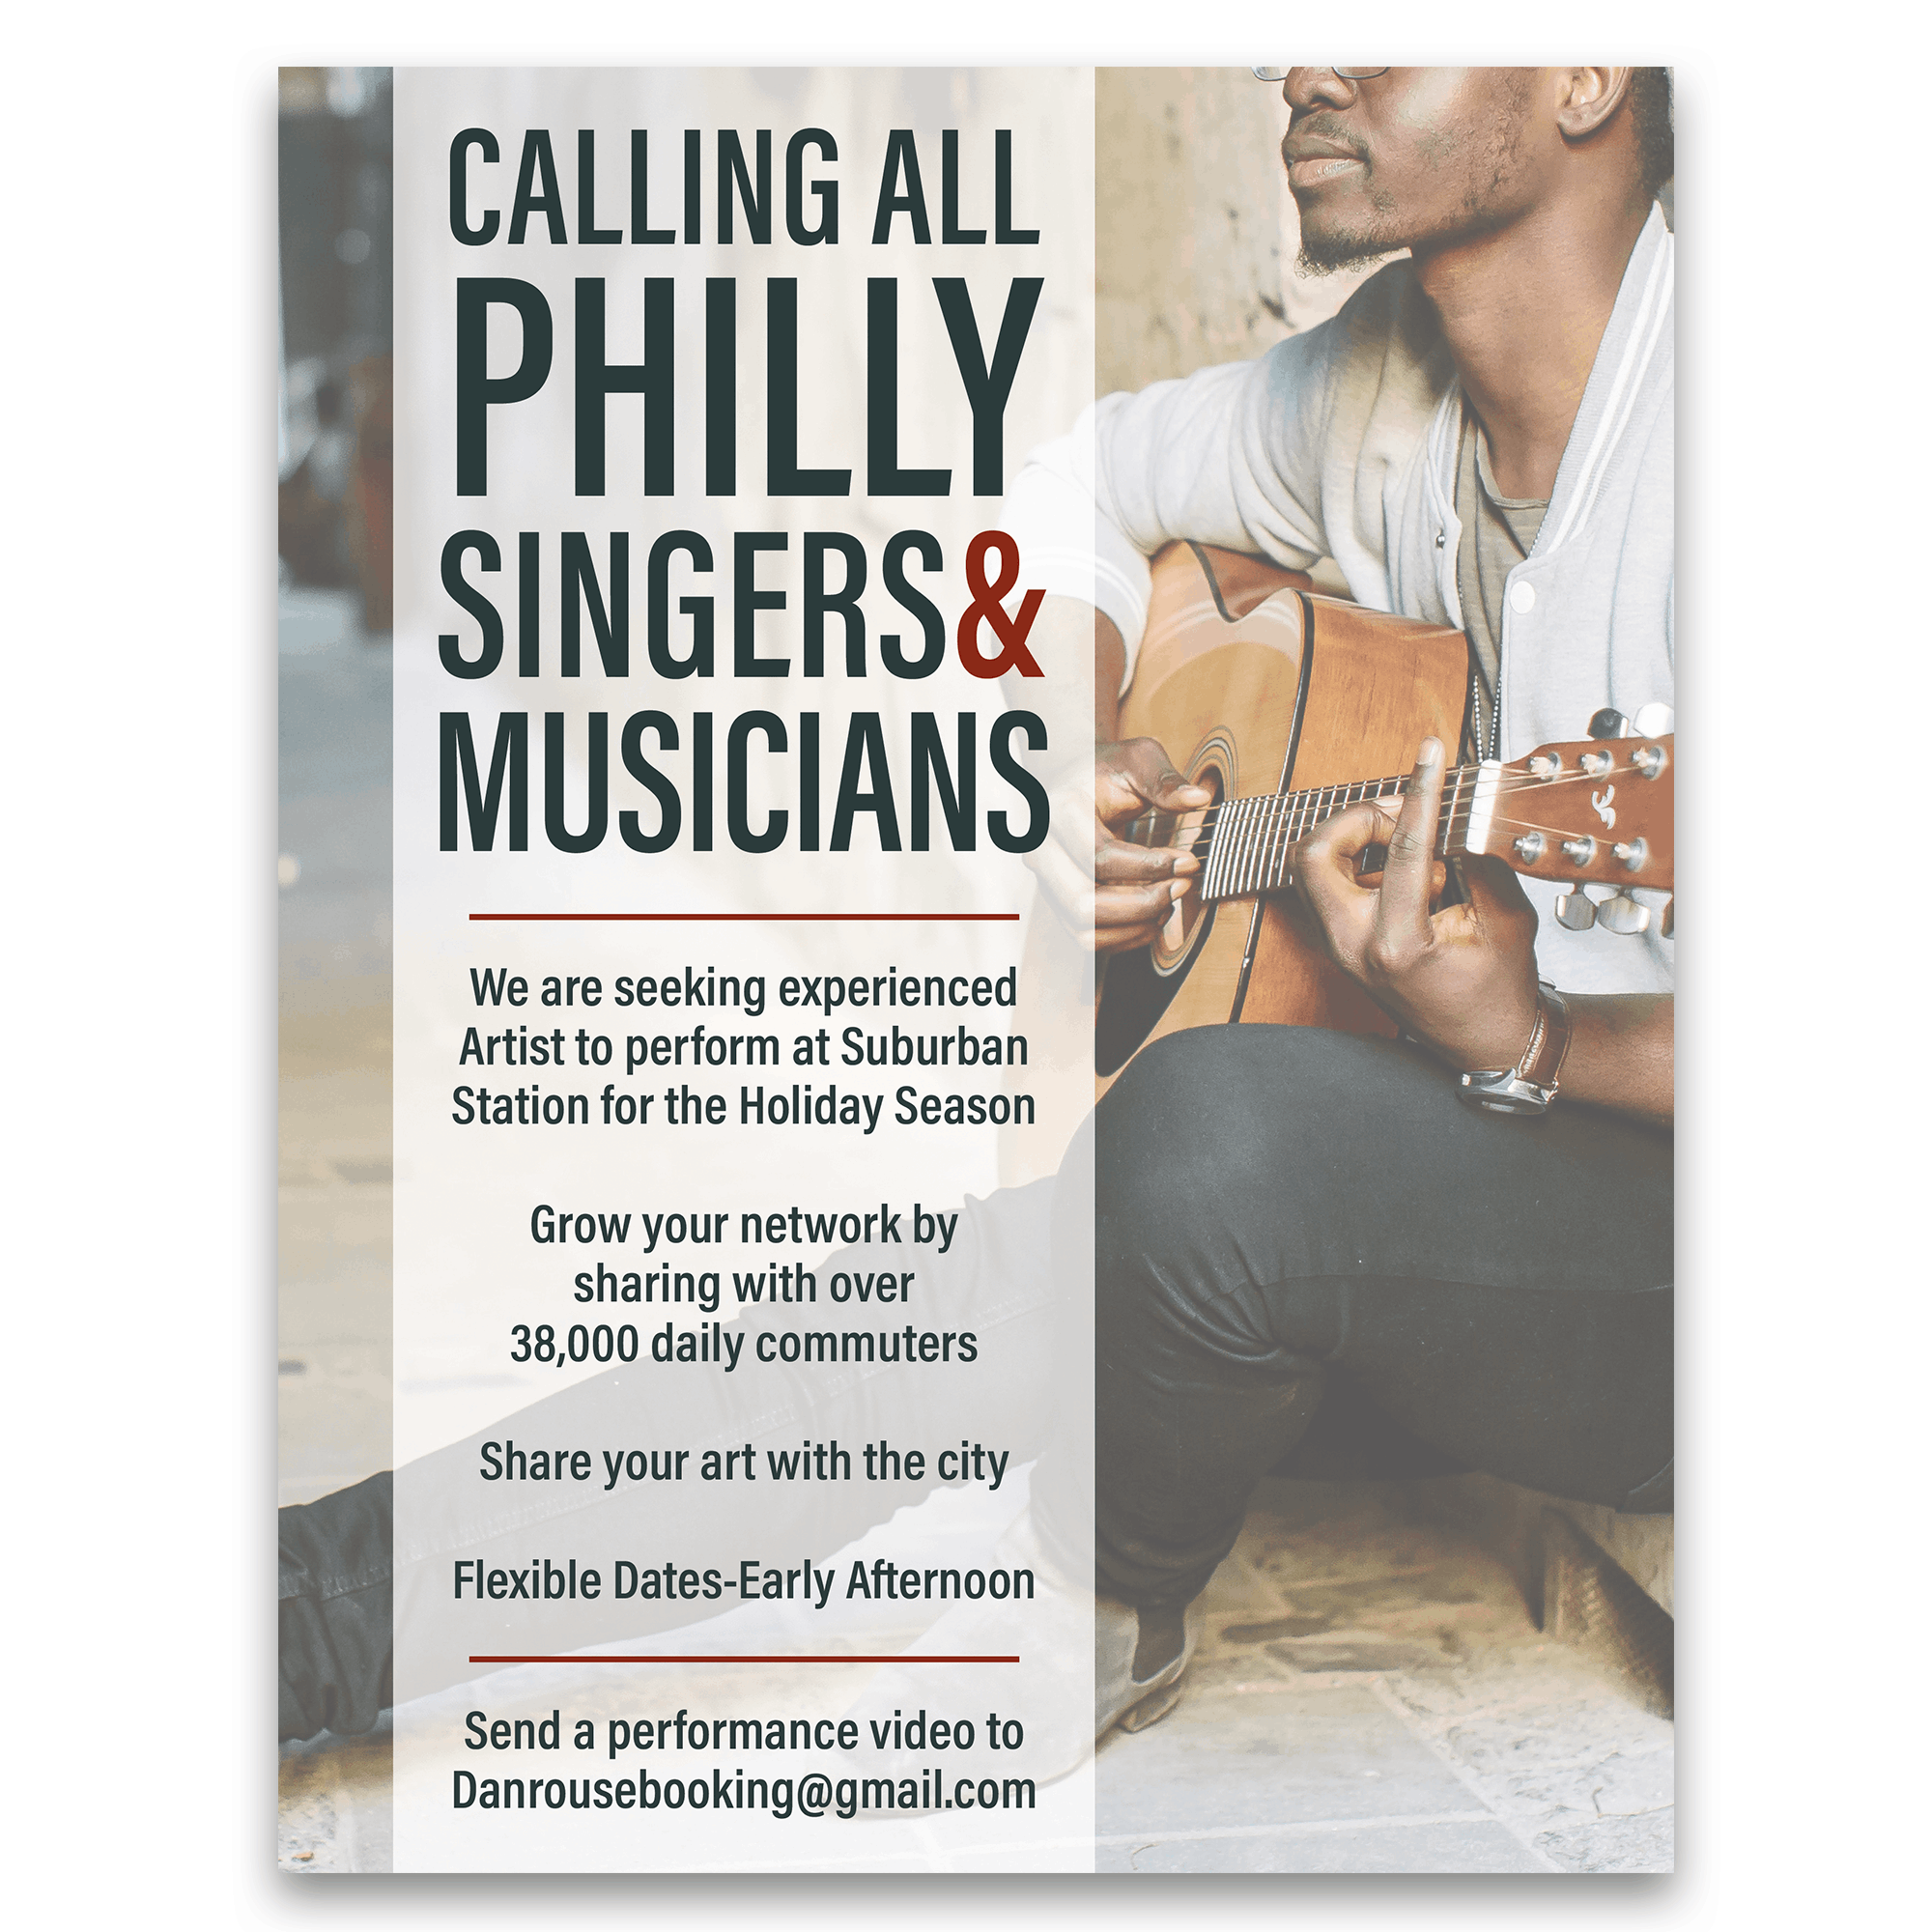 CALLING ALL
PHILLY
SINGERS&
MUSICIANS
We are seeking experienced
Artist to perform at Suburban
Station for the Holiday Season
Grow your network by
sharing with over
38,000 daily commuters
Share your art with the city
Flexible Dates-Early Afternoon
Send a performance video to
Danrousebooking@gmail.com